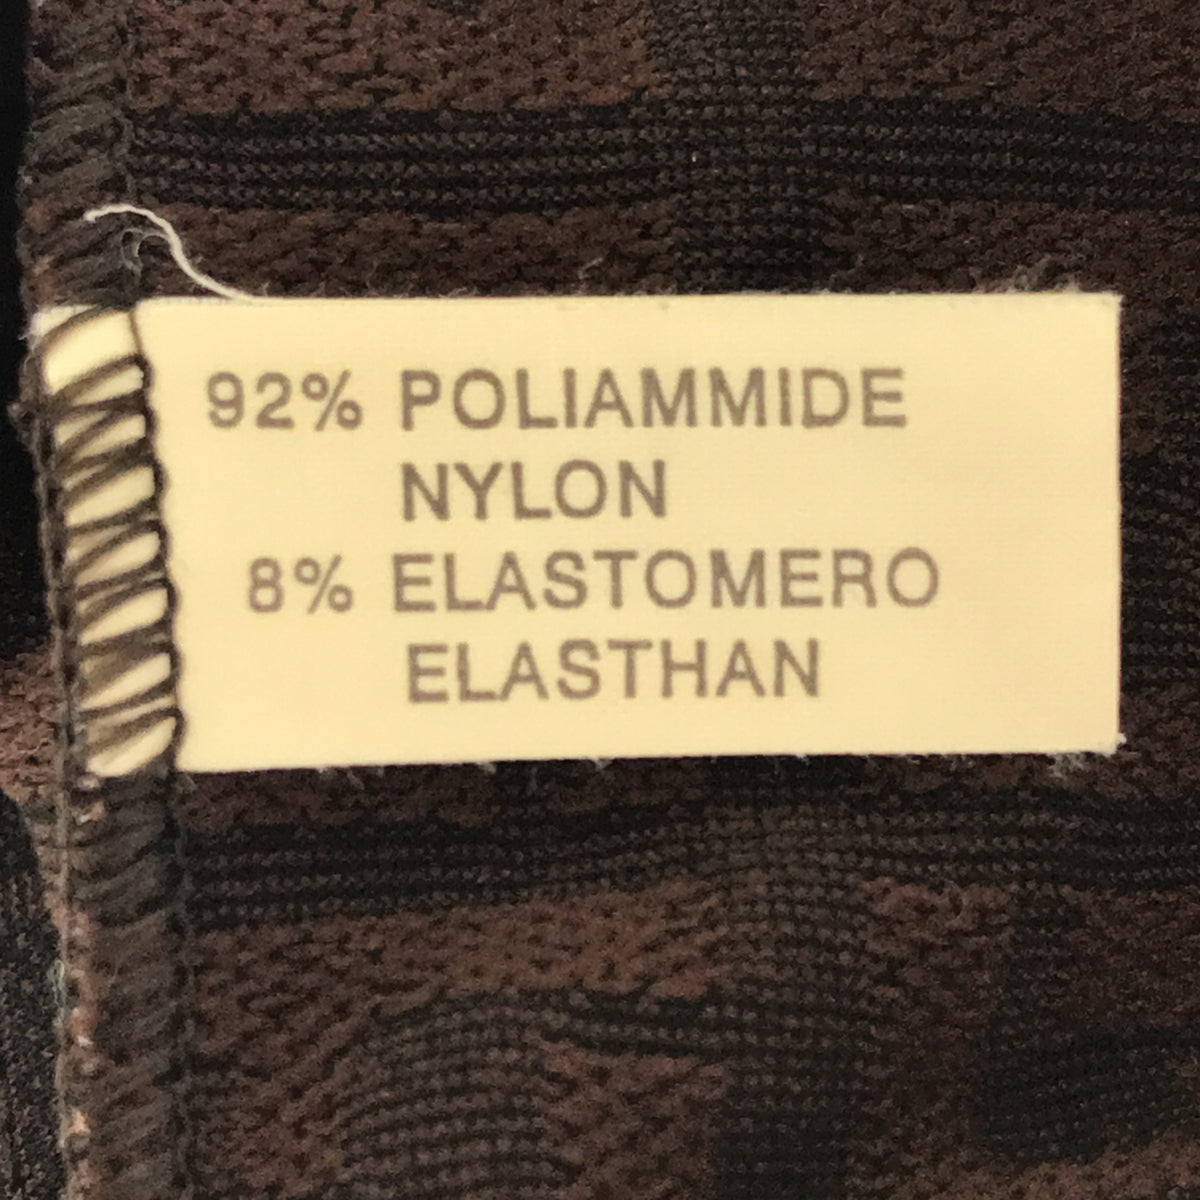 92% POLIAMMIDE
NYLON
8% ELASTOMERO
ELASTHAN